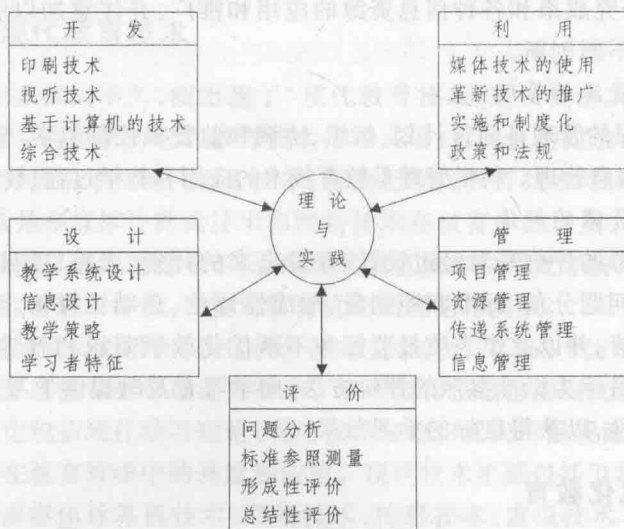 开 发
印刷技术
视听技术
基于计算机的技术
综合技术
利 用
媒体技术的使用
革新技术的推广
实施和制度化
政策和法规
理 论
与
实 践
设 计
教学系统设计
信息设计
教学策略
学习者特征
管 理
项目管理
资源管理
传递系统管理
信息管理
评 价
问题分析
标准参照测量
形成性评价
总结性评价